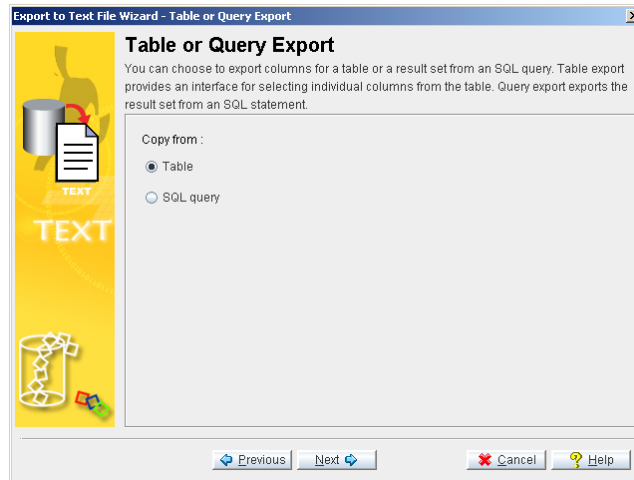 Export to Text File Wizard - Table or Query Export
Table or Query Export
You can choose to export columns for a table or a result set from an SQL query. Table export
provides an interface for selecting individual columns from the table. Query export exports the
result set from an SQL statement.
Copy from :
Table
SQL query
TEXT
TEXT
Previous Next Cancel Help